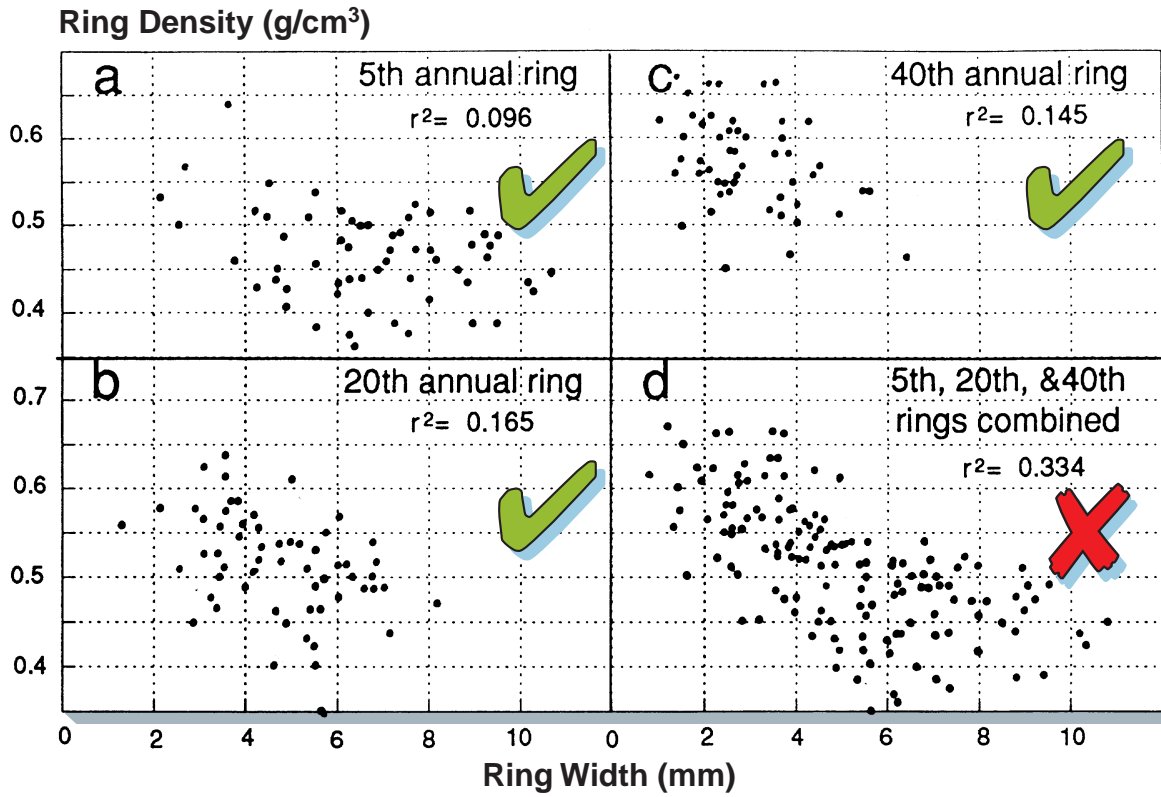 Ring Density (g/cm³)
a
5th annual ring
r²= 0.096
c
40th annual ring
r²= 0.145
0.6
0.5
0.4
b
20th annual ring
r²= 0.165
d
5th, 20th, &40th
rings combined
r²= 0.334
0.7
0.6
0.5
0.4
0 2 4 6 8 10 2 4 6 8 10
Ring Width (mm)